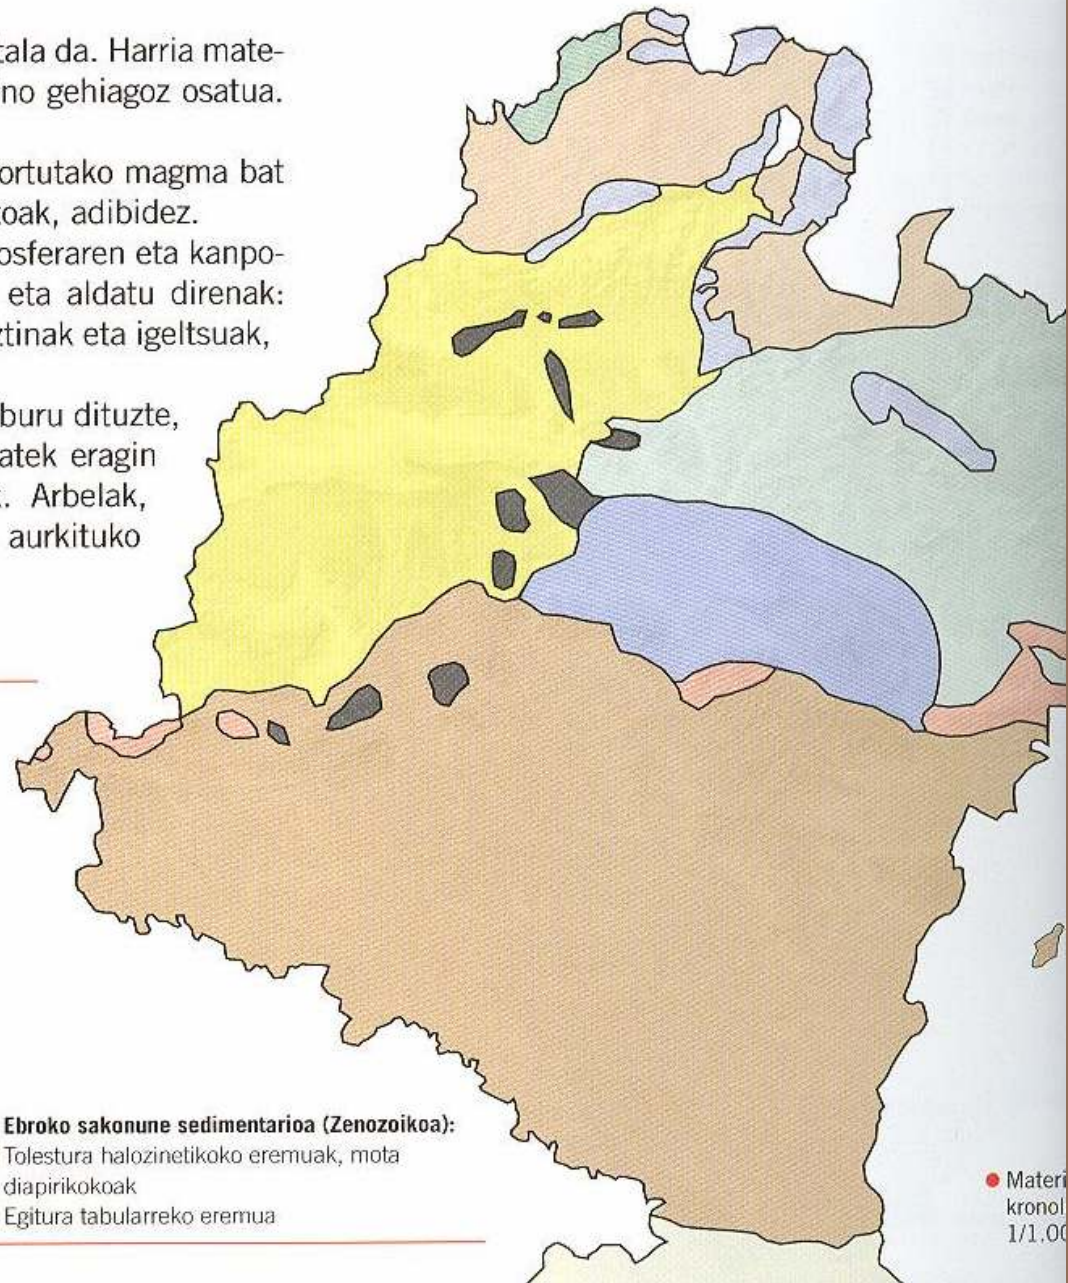 tala da. Harria mate-
no gehiagoz osatua.
ortutako magma bat
oak, adibidez.
osferaren eta kanpo-
eta aldatu direnak:
ztinak eta igeltsuak,
buru dituzte,
atek eragin
. Arbelak,
aurkituko
Ebroko sakonune sedimentarioa (Zenozoikoa):
Tolestura halozinetikoko eremuak, mota
diapirikokoak
Egitura tabularreko eremua
● Materi
kronol
1/1.00